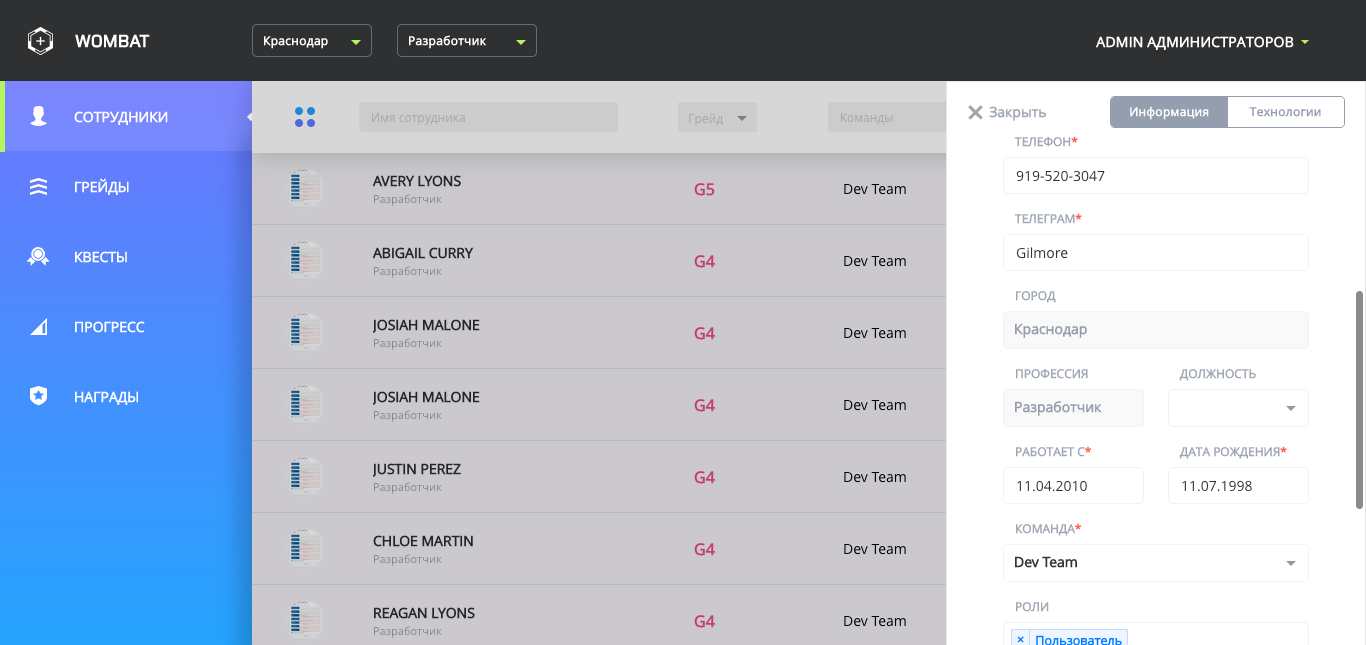 WOMBAT
Краснодар
Разработчик
ADMIN АДМИНИСТРАТОРОВ
СОТРУДНИКИ
ГРЕЙДЫ
КВЕСТЫ
ПРОГРЕСС
НАГРАДЫ
Имя сотрудника
Грейд
Команды
AVERY LYONS
Разработчик
G5
Dev Team
ABIGAIL CURRY
Разработчик
G4
Dev Team
JOSIAH MALONE
Разработчик
G4
Dev Team
JOSIAH MALONE
Разработчик
G4
Dev Team
JUSTIN PEREZ
Разработчик
G4
Dev Team
CHLOE MARTIN
Разработчик
G4
Dev Team
REAGAN LYONS
Разработчик
G4
Dev Team
Закрыть
Информация
Технологии
ТЕЛЕФОН*
919-520-3047
ТЕЛЕГРАМ*
Gilmore
ГОРОД
Краснодар
ПРОФЕССИЯ
ДОЛЖНОСТЬ
Разработчик
РАБОТАЕТ С*
ДАТА РОЖДЕНИЯ*
11.04.2010
11.07.1998
КОМАНДА*
Dev Team
РОЛИ
× Пользователь